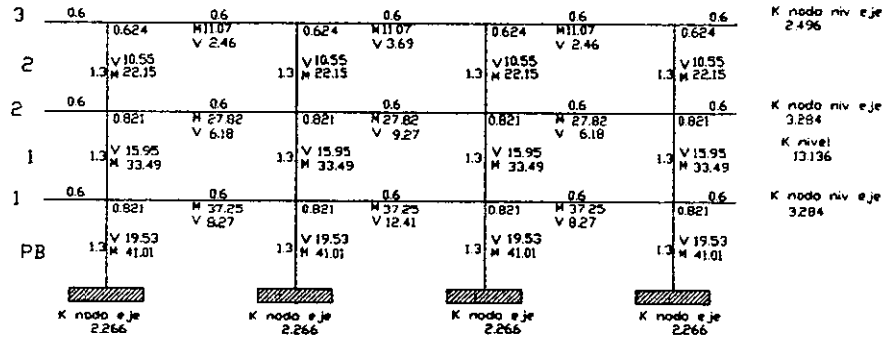 3 0.6 0.6 0.6 0.6 0.6 K nodo niv eje
0.624 M11.07 0.624 M11.07 0.624 M11.07 0.624 2.496
V 2.46 V 3.69 V 2.46
2 V 10.55 V 10.55 V 10.55 V 10.55
1.3 M 22.15 1.3 M 22.15 1.3 M 22.15 1.3 M 22.15
2 0.6 0.6 0.6 0.6 0.6 K nodo niv eje
0.821 M 27.82 0.821 M 27.82 0.821 M 27.82 0.821 3.284
V 6.18 V 9.27 V 6.18
K nivel
1 1.3 V 15.95 1.3 V 15.95 1.3 V 15.95 1.3 V 15.95 13.136
M 33.49 M 33.49 M 33.49 M 33.49
1 0.6 0.6 0.6 0.6 0.6 K nodo niv eje
0.821 M 37.25 0.821 M 37.25 0.821 M 37.25 0.821 3.284
V 8.27 V 12.41 V 8.27
PB 1.3 V 19.53 1.3 V 19.53 1.3 V 19.53 1.3 V 19.53
M 41.01 M 41.01 M 41.01 M 41.01
K nodo eje K nodo eje K nodo eje K nodo eje
2.266 2.266 2.266 2.266